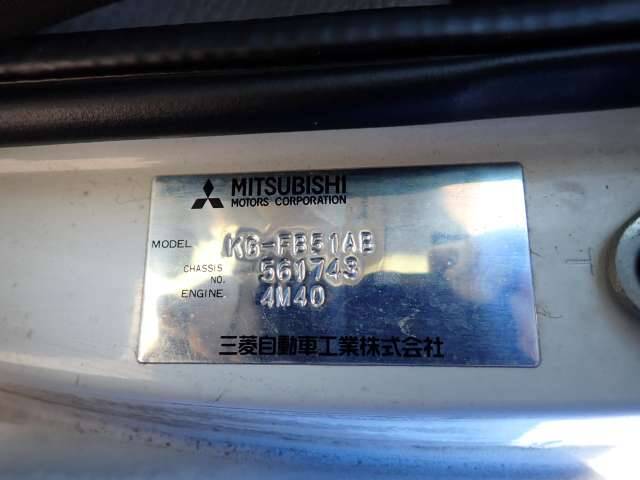 MITSUBISHI
MOTORS CORPORATION
MODEL KG-FB51AB
CHASSIS NO. 561743
ENGINE 4M40
三菱自動車工業株式会社